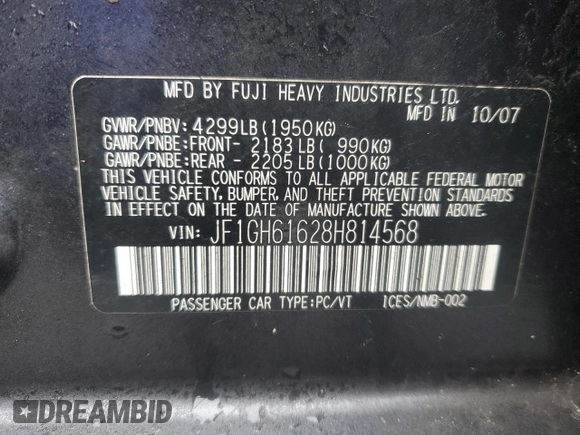 MFD BY FUJI HEAVY INDUSTRIES LTD.
MFD IN 10/07
GVWR/PNBV: 4299LB (1950KG)
GAWR/PNBE:FRONT- 2183LB ( 990KG)
GAWR/PNBE:REAR - 2205LB (1000KG)
THIS VEHICLE CONFORMS TO ALL APPLICABLE FEDERAL MOTOR
VEHICLE SAFETY, BUMPER, AND THEFT PREVENTION STANDARDS
IN EFFECT ON THE DATE OF MANUFACTURE SHOWN ABOVE.
VIN: JF1GH61628H814568
PASSENGER CAR TYPE:PC/VT 1CES/NMB-002
DREAMBID